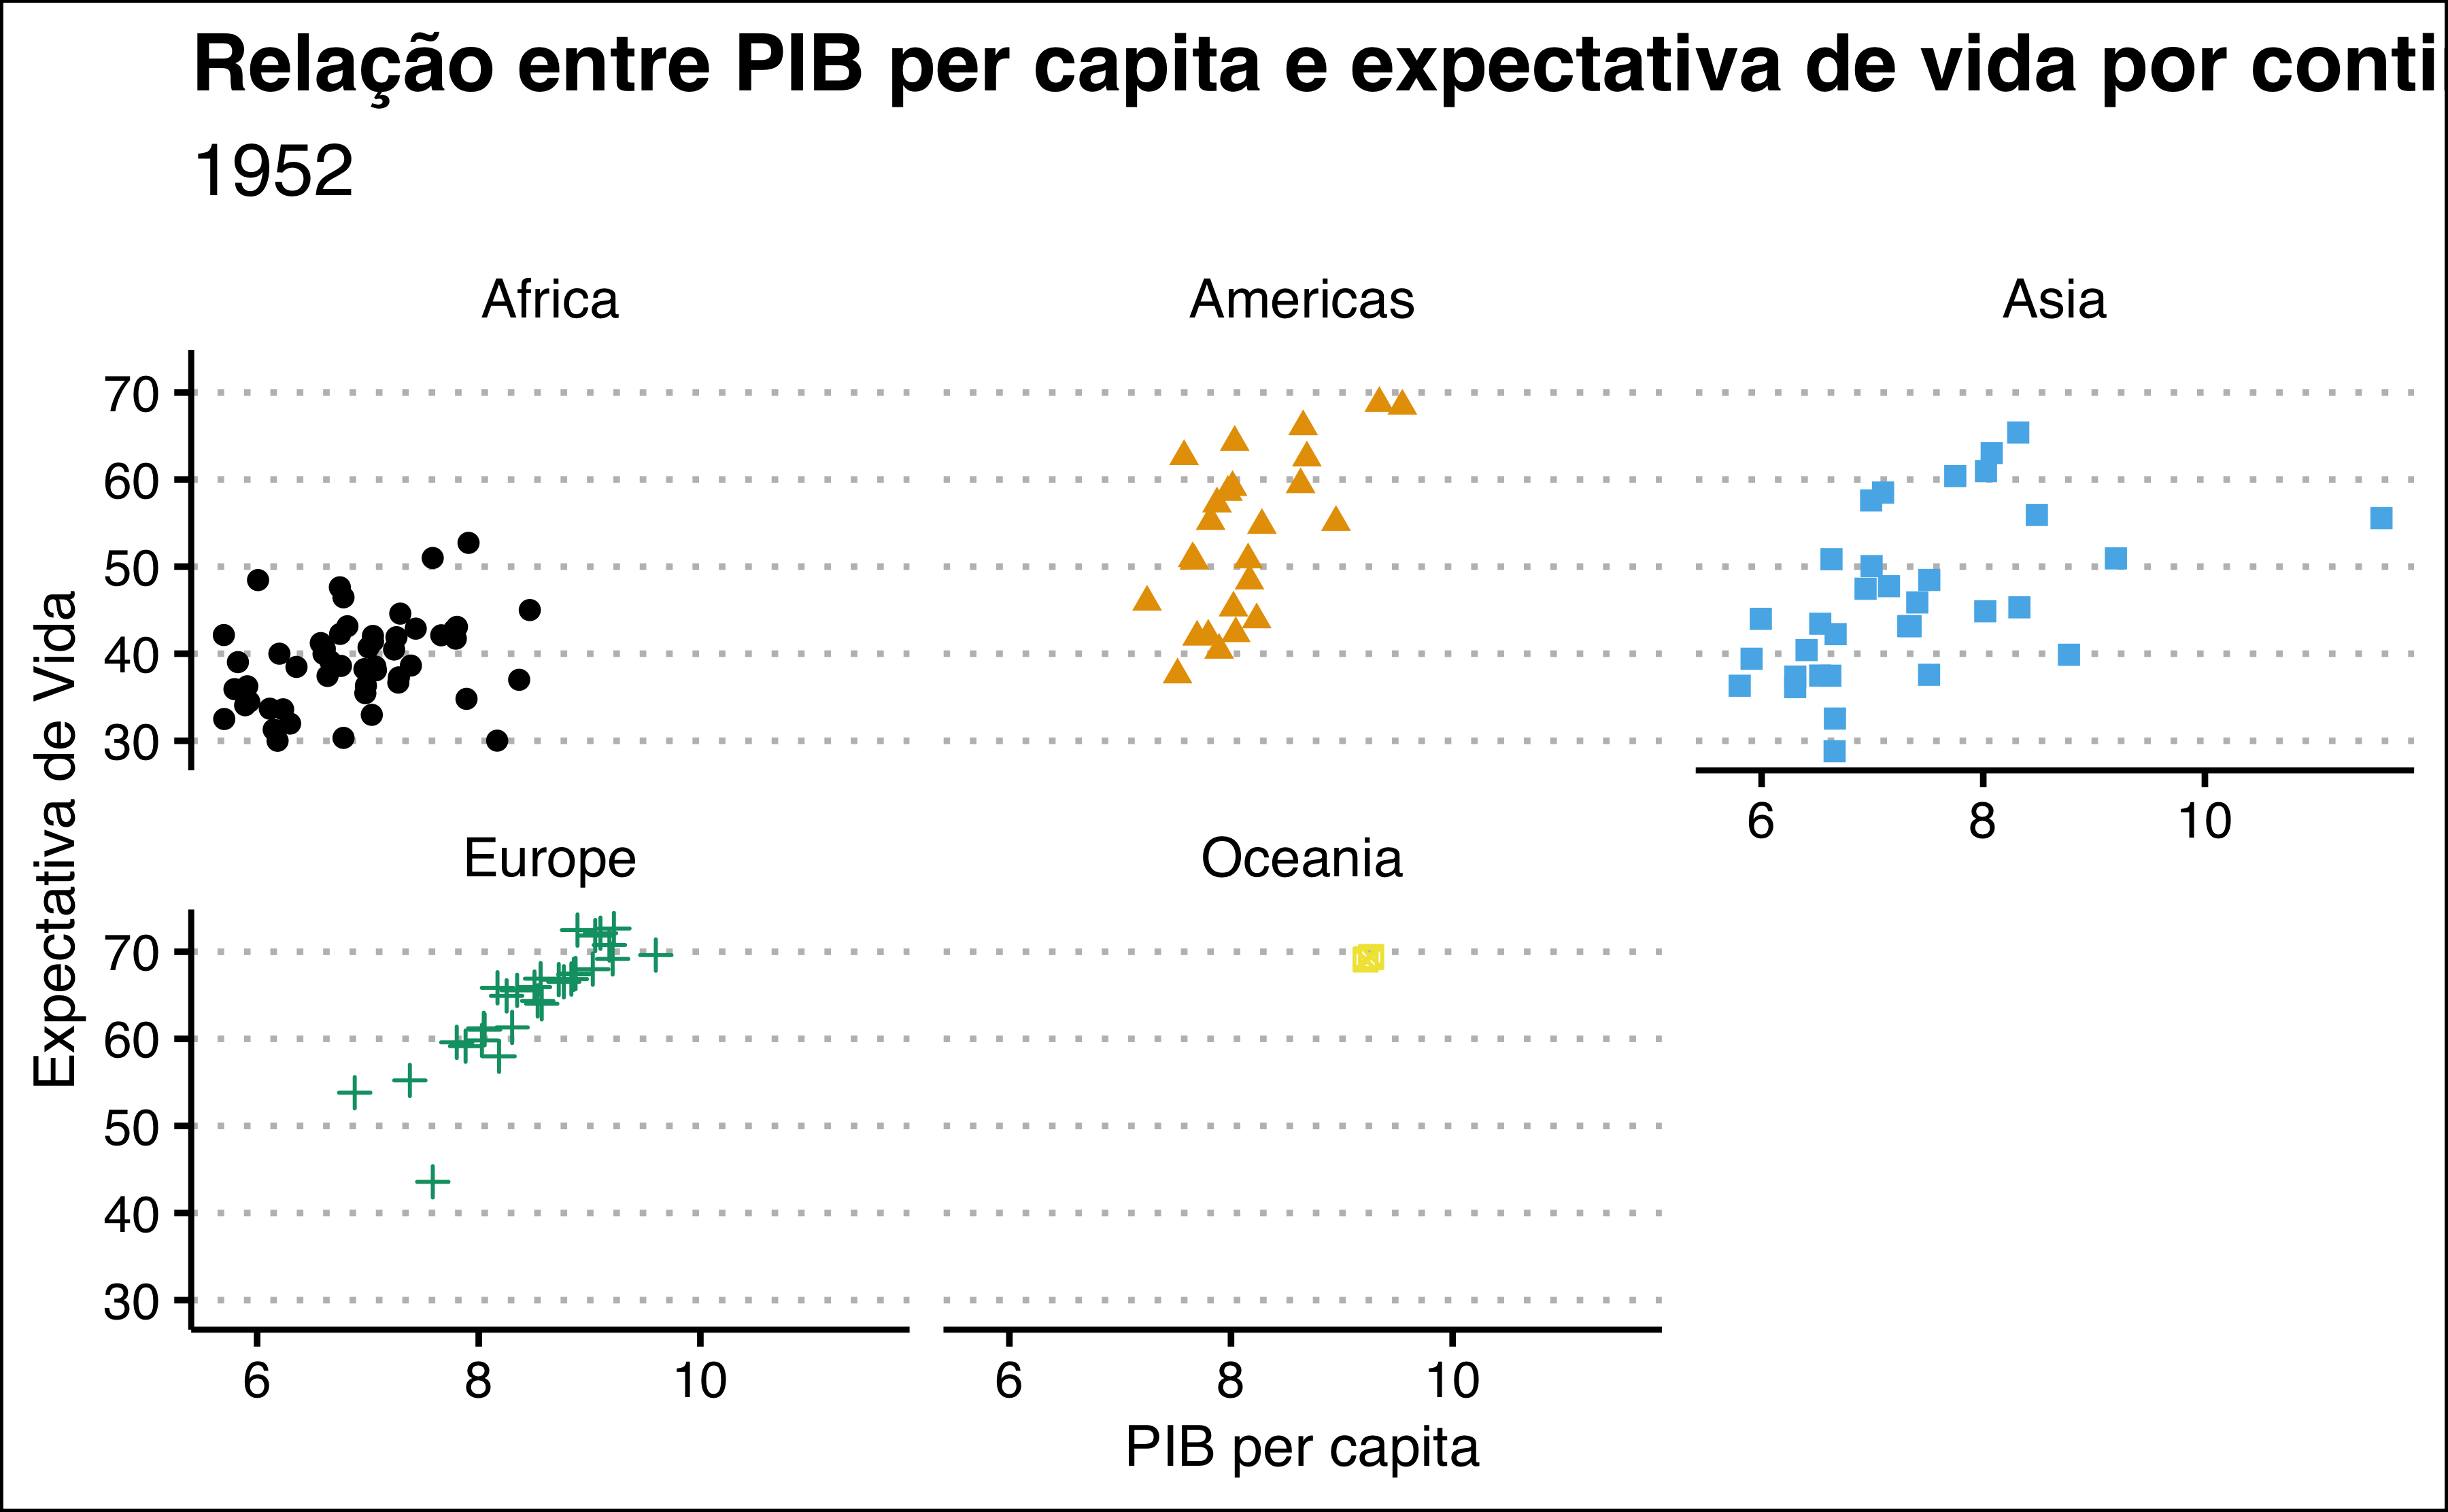 Relação entre PIB per capita e expectativa de vida por conti
1952
Africa
Americas
Asia
Expectativa de Vida
70
60
50
40
30
6 8 10
Europe
Oceania
70
60
50
40
30
6 8 10
6 8 10
PIB per capita